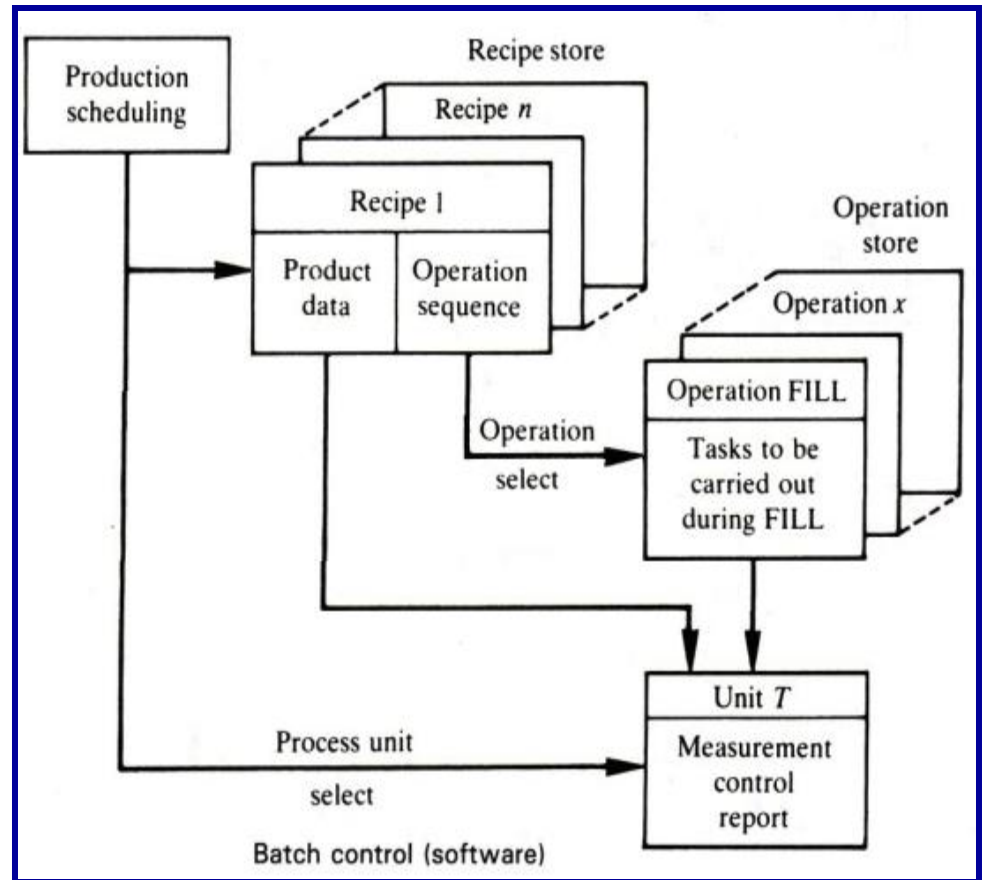 Production
scheduling
Recipe store
Recipe n
Recipe 1
Product
data
Operation
sequence
Operation
store
Operation x
Operation FILL
Tasks to be
carried out
during FILL
Operation
select
Unit T
Measurement
control
report
Process unit
select
Batch control (software)